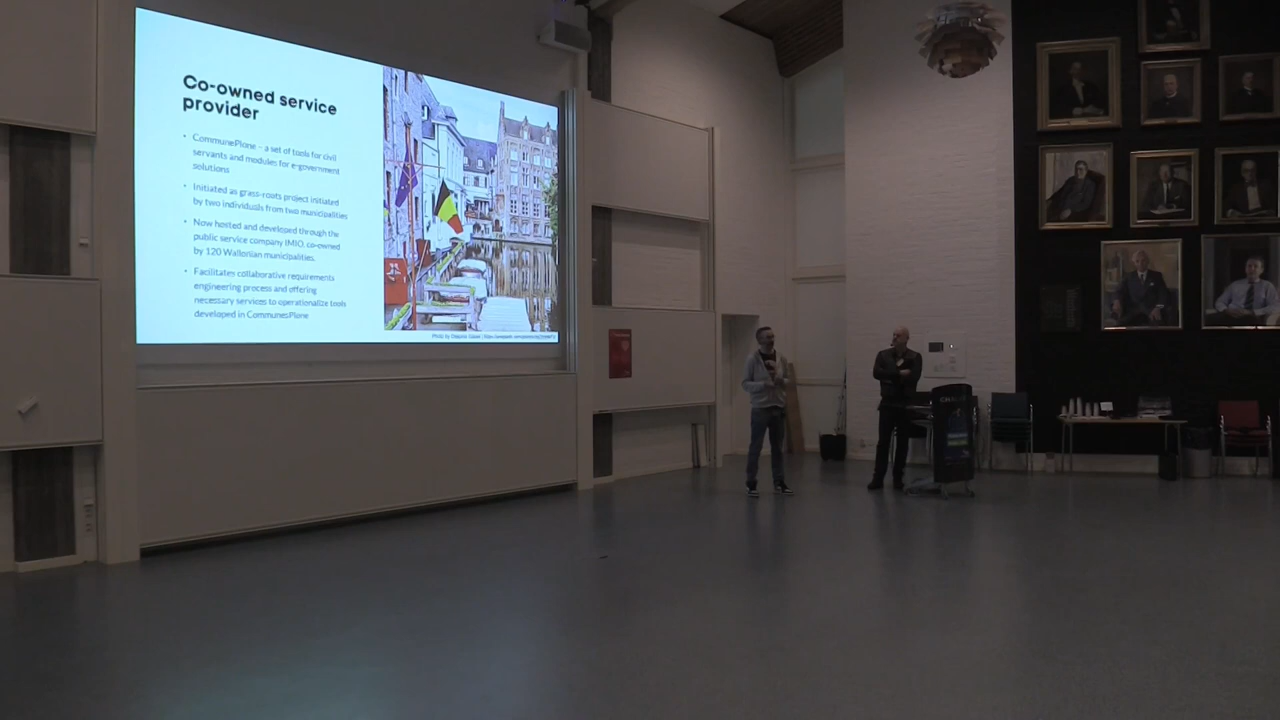 Co-owned service
provider
• CommunePlone – a set of tools for civil
servants and modules for e-government
solutions
• Initiated as grass-roots project initiated
by two individuals from two municipalities
• Now hosted and developed through the
public service company IMIO, co-owned
by 120 Wallonian municipalities.
• Facilitates collaborative requirements
engineering process and offering
necessary services to operationalize tools
developed in CommunesPlone
Photo by